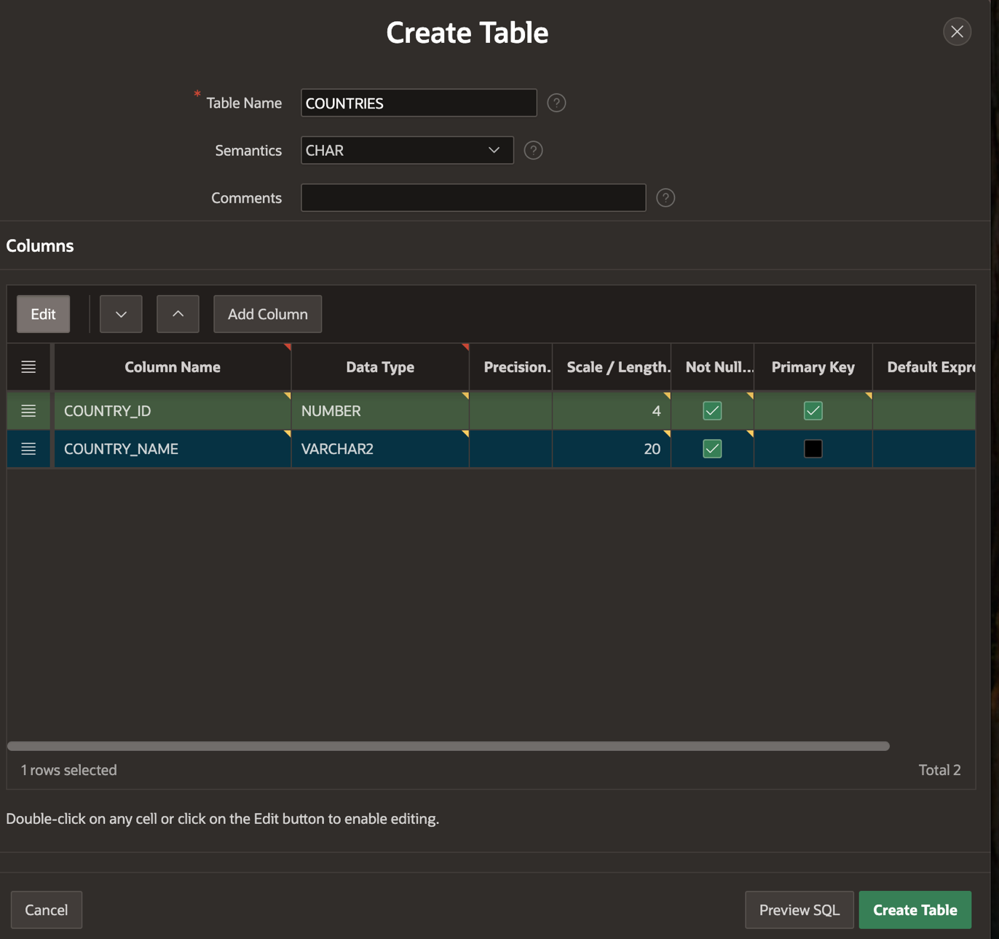 Create Table
* Table Name COUNTRIES ?
Semantics CHAR ?
Comments ?
Columns
Edit Add Column
Column Name Data Type Precision. Scale / Length. Not Null... Primary Key Default Expre
COUNTRY_ID NUMBER 4
COUNTRY_NAME VARCHAR2 20
1 rows selected Total 2
Double-click on any cell or click on the Edit button to enable editing.
Cancel Preview SQL Create Table